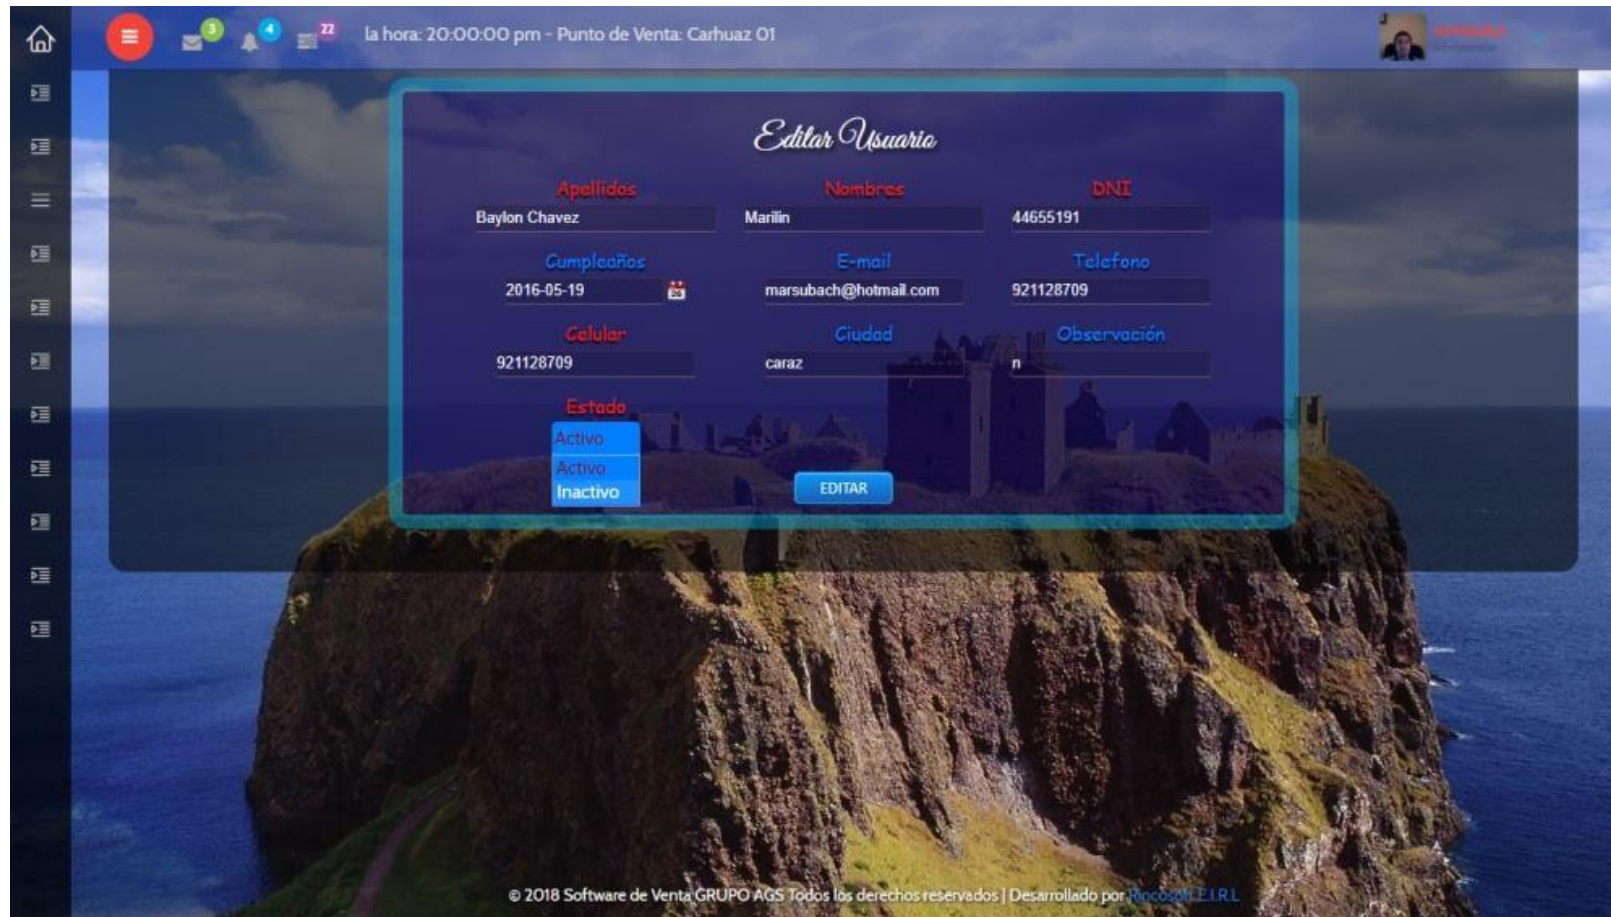 3
4
22
la hora: 20:00:00 pm - Punto de Venta: Carhuaz 01
Editar Usuario
Apellidos Nombres DNI
Baylon Chavez Marilin 44655191
Cumpleaños E-mail Telefono
2016-05-19 marsubach@hotmail.com 921128709
Celular Ciudad Observación
921128709 caraz n
Estado
Activo
Activo
Inactivo
EDITAR
© 2018 Software de Venta GRUPO AGS Todos los derechos reservados | Desarrollado por Rincosoft E.I.R.L